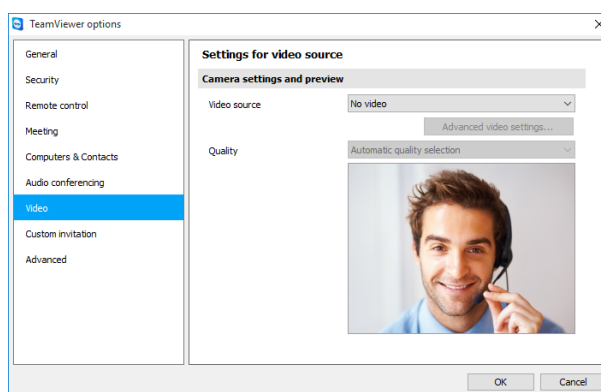 TeamViewer options
General
Security
Remote control
Meeting
Computers & Contacts
Audio conferencing
Video
Custom invitation
Advanced
Settings for video source
Camera settings and preview
Video source No video
Advanced video settings...
Quality Automatic quality selection
OK Cancel